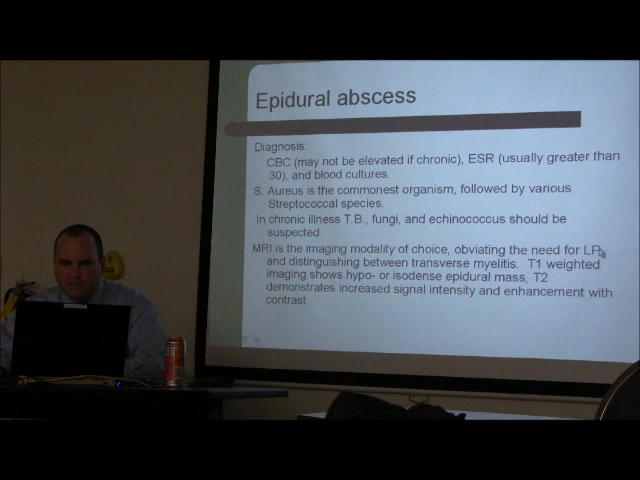 Epidural abscess
Diagnosis:
CBC (may not be elevated if chronic), ESR (usually greater than
30), and blood cultures.
S. Aureus is the commonest organism, followed by various
Streptococcal species.
In chronic illness T.B., fungi, and echinococcus should be
suspected.
MRI is the imaging modality of choice, obviating the need for LP
and distinguishing between transverse myelitis. T1 weighted
imaging shows hypo- or isodense epidural mass, T2
demonstrates increased signal intensity and enhancement with
contrast.